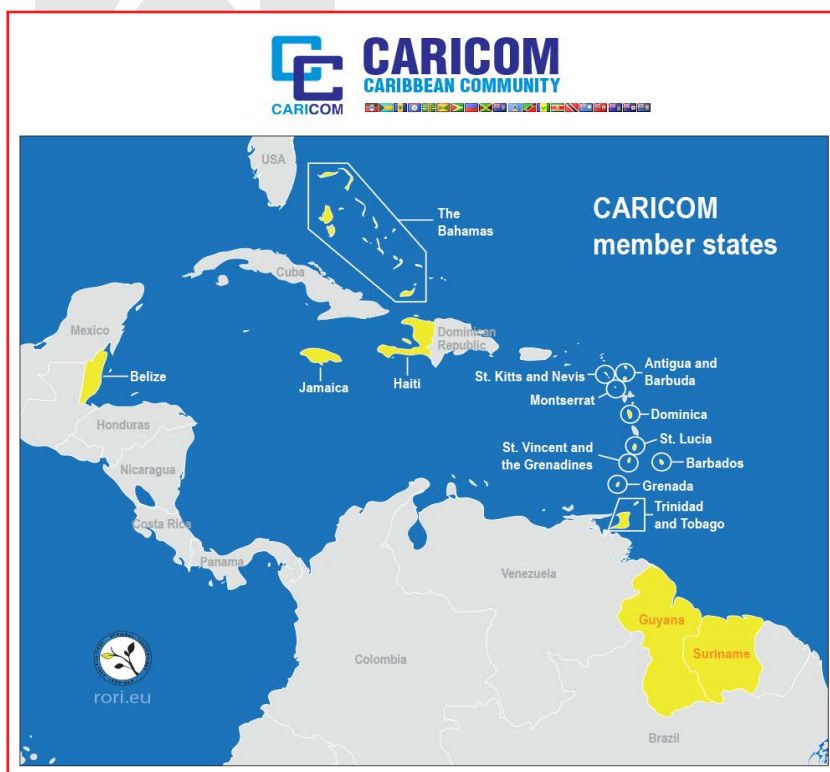 CARICOM
CARIBBEAN COMMUNITY
CARICOM
USA
The
Bahamas
CARICOM
member states
Cuba
Mexico
Dominican
Republic
Belize
Jamaica
Haiti
St. Kitts and Nevis
Antigua and
Barbuda
Montserrat
Dominica
Honduras
St. Lucia
St. Vincent and
the Grenadines
Barbados
Nicaragua
Grenada
Trinidad
and Tobago
Costa Rica
Panama
Venezuela
Guyana
Suriname
Colombia
rori.eu
Brazil